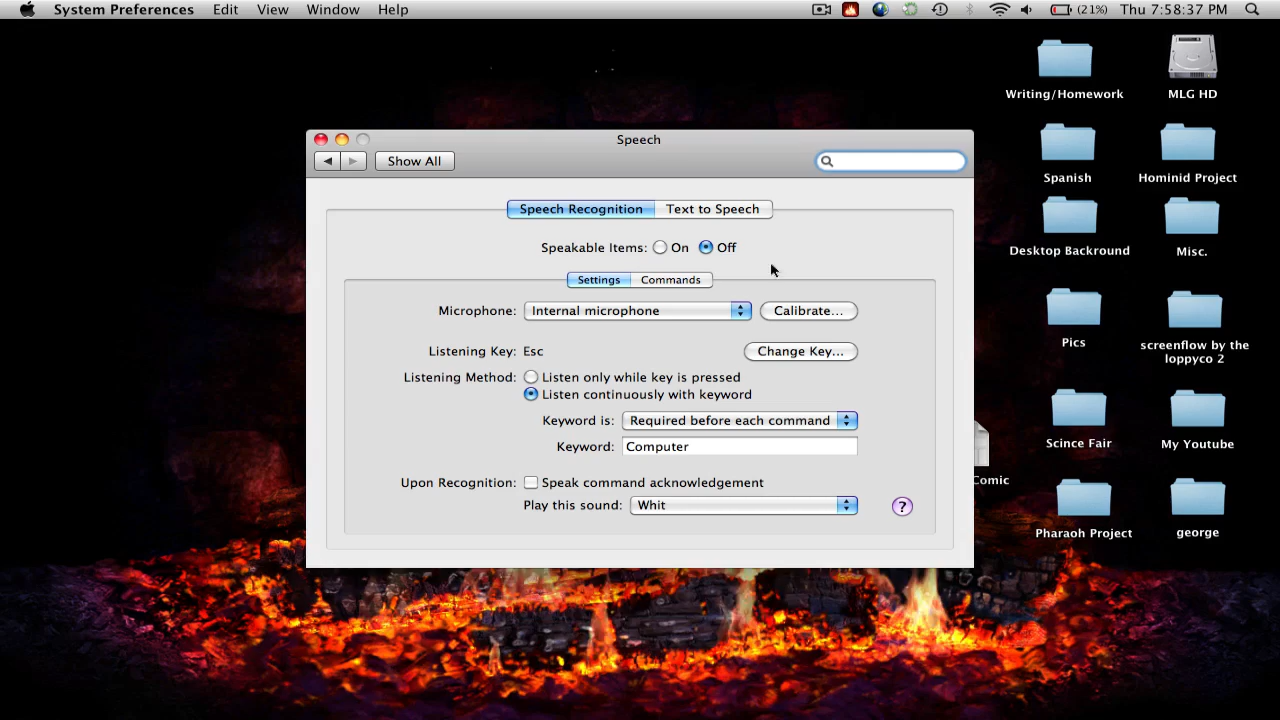 System Preferences Edit View Window Help (21%) Thu 7:58:37 PM
Speech
Show All
Speech Recognition Text to Speech
Speakable Items: On Off
Settings Commands
Microphone: Internal microphone Calibrate...
Listening Key: Esc Change Key...
Listening Method: Listen only while key is pressed
Listen continuously with keyword
Keyword is: Required before each command
Keyword: Computer
Upon Recognition: Speak command acknowledgement
Play this sound: Whit ?
Writing/Homework MLG HD
Spanish Hominid Project
Desktop Backround Misc.
Pics screenflow by the
loppyco 2
Scince Fair My Youtube
Comic
Pharaoh Project george